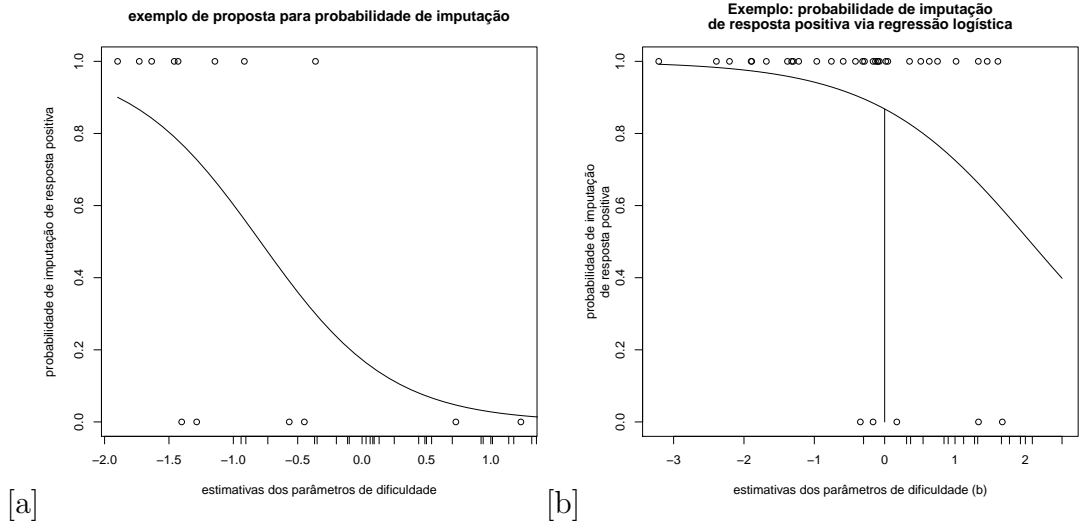 exemplo de proposta para probabilidade de imputação
probabilidade de imputação de resposta positiva
1.0
0.8
0.6
0.4
0.2
0.0
-2.0 -1.5 -1.0 -0.5 0.0 0.5 1.0
estimativas dos parâmetros de dificuldade
[a]
Exemplo: probabilidade de imputação
de resposta positiva via regressão logística
probabilidade de imputação
de resposta positiva
1.0
0.8
0.6
0.4
0.2
0.0
-3 -2 -1 0 1 2
estimativas dos parâmetros de dificuldade (b)
[b]